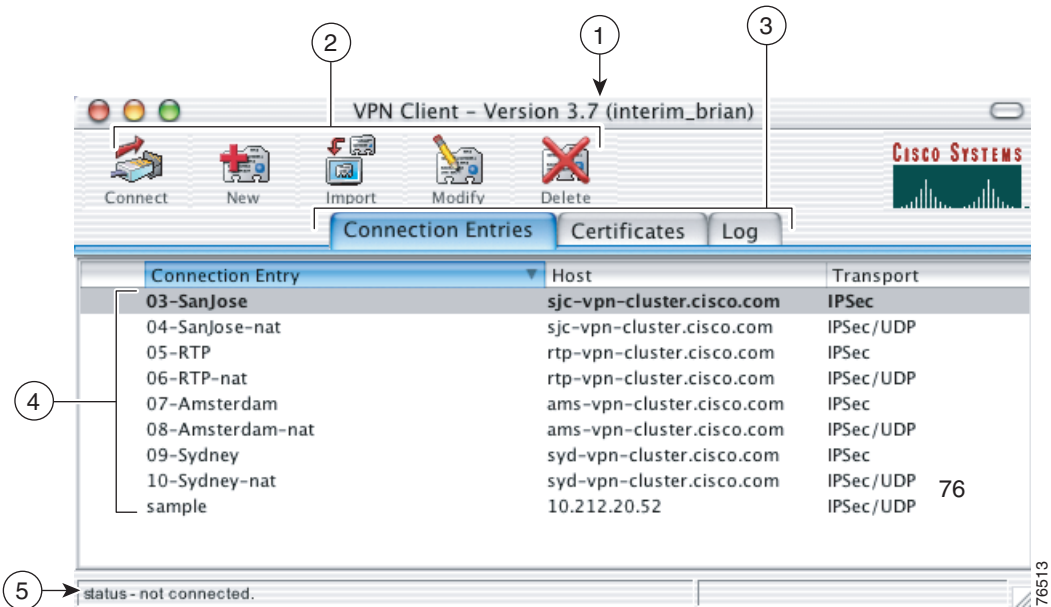 1
2
3
VPN Client – Version 3.7 (interim_brian)
Connect New Import Modify Delete
CISCO SYSTEMS
Connection Entries Certificates Log
Connection Entry Host Transport
03-SanJose sjc-vpn-cluster.cisco.com IPSec
04-SanJose-nat sjc-vpn-cluster.cisco.com IPSec/UDP
05-RTP rtp-vpn-cluster.cisco.com IPSec
06-RTP-nat rtp-vpn-cluster.cisco.com IPSec/UDP
4
07-Amsterdam ams-vpn-cluster.cisco.com IPSec
08-Amsterdam-nat ams-vpn-cluster.cisco.com IPSec/UDP
09-Sydney syd-vpn-cluster.cisco.com IPSec
10-Sydney-nat syd-vpn-cluster.cisco.com IPSec/UDP
76
sample 10.212.20.52 IPSec/UDP
5
status - not connected.
76513